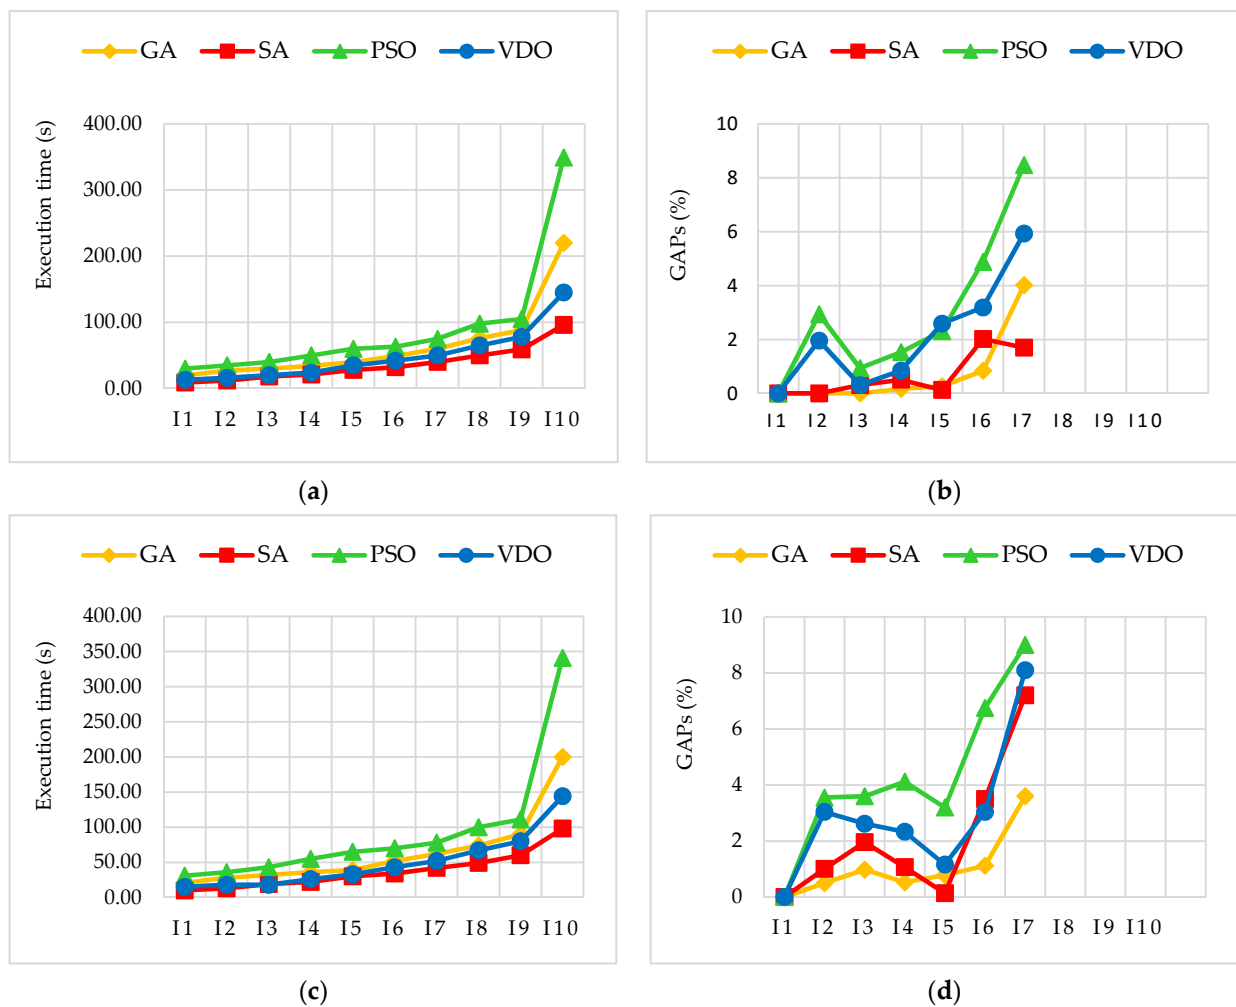 GA SA PSO VDO
Execution time (s)
400.00
300.00
200.00
100.00
0.00
I1 I2 I3 I4 I5 I6 I7 I8 I9 I10
(a)
GA SA PSO VDO
GAPs (%)
10
8
6
4
2
0
I1 I2 I3 I4 I5 I6 I7 I8 I9 I10
(b)
GA SA PSO VDO
Execution time (s)
400.00
350.00
300.00
250.00
200.00
150.00
100.00
50.00
0.00
I1 I2 I3 I4 I5 I6 I7 I8 I9 I10
(c)
GA SA PSO VDO
GAPs (%)
10
8
6
4
2
0
I1 I2 I3 I4 I5 I6 I7 I8 I9 I10
(d)